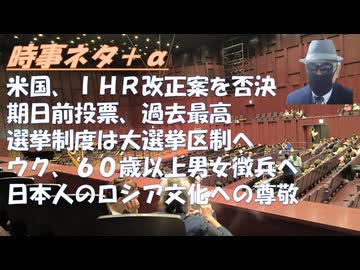 時事ネタ＋α
米国、ＩＨＲ改正案を否決
期日前投票、過去最高
選挙制度は大選挙区制へ
ウク、６０歳以上男女徴兵へ
日本人のロシア文化への尊敬